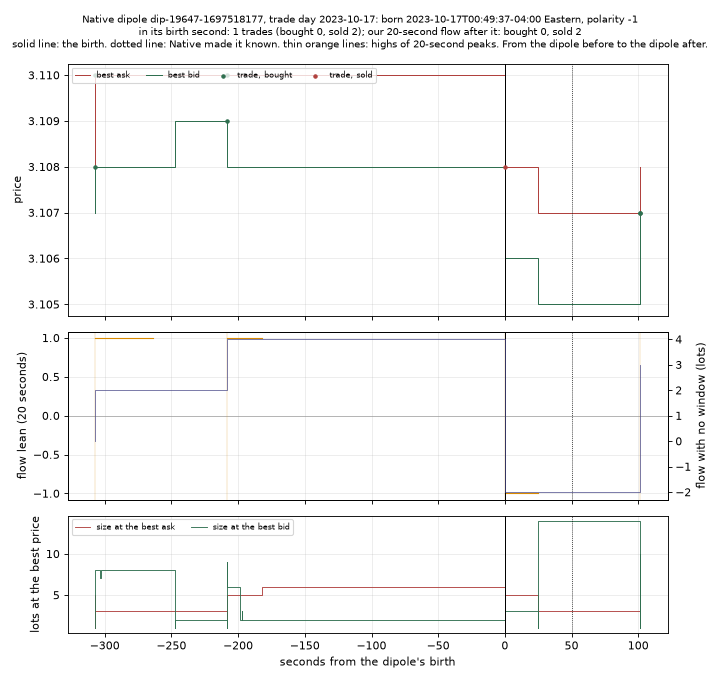 Native dipole dip-19647-1697518177, trade day 2023-10-17: born 2023-10-17T00:49:37-04:00 Eastern, polarity -1
in its birth second: 1 trades (bought 0, sold 2); our 20-second flow after it: bought 0, sold 2
solid line: the birth. dotted line: Native made it known. thin orange lines: highs of 20-second peaks. From the dipole before to the dipole after.
best ask
best bid
trade, bought
trade, sold
3.110
3.109
3.108
3.107
3.106
3.105
price
1.0
0.5
0.0
−0.5
−1.0
flow lean (20 seconds)
4
3
2
1
0
−1
−2
flow with no window (lots)
size at the best ask
size at the best bid
10
5
lots at the best price
−300
−250
−200
−150
−100
−50
0
50
100
seconds from the dipole's birth